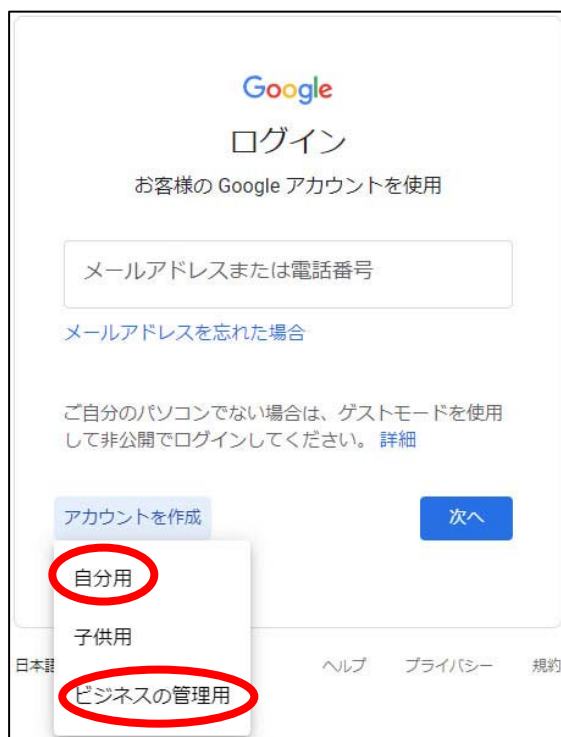 Google
ログイン
お客様の Google アカウントを使用
メールアドレスまたは電話番号
メールアドレスを忘れた場合
ご自分のパソコンでない場合は、ゲストモードを使用
して非公開でログインしてください。 詳細
アカウントを作成
次へ
自分用
子供用
日本語 ヘルプ プライバシー 規約
ビジネスの管理用